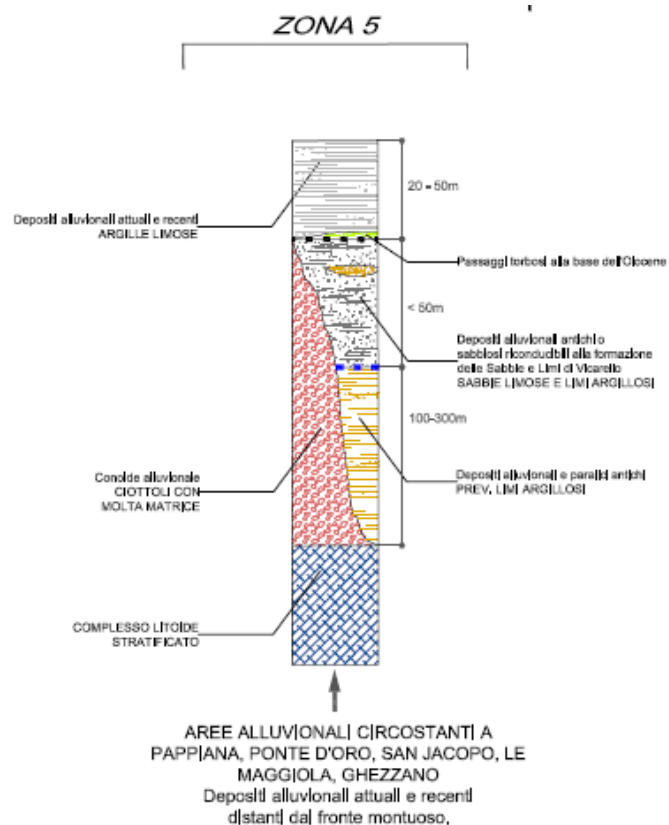 ZONA 5
20 - 50m
Depositi alluvionali attuali e recenti
ARGILLE LIMOSE
Passaggi torbosi alla base dell'Olocene
< 50m
Depositi alluvionali antichi o
sabbiosi riconducibili alla formazione
delle Sabbie e Limi di Vicarello
SABBIE LIMOSE E LIMI ARGILLOSI
100-300m
Conoide alluvionale
CIOTTOLI CON
MOLTA MATRICE
Depositi alluvionali e paralici antichi
PREV. LIMI ARGILLOSI
COMPLESSO LITOIDE
STRATIFICATO
AREE ALLUVIONALI CIRCOSTANTI A
PAPPIANA, PONTE D'ORO, SAN JACOPO, LE
MAGGIOLA, GHEZZANO
Depositi alluvionali attuali e recenti
distanti dal fronte montuoso,